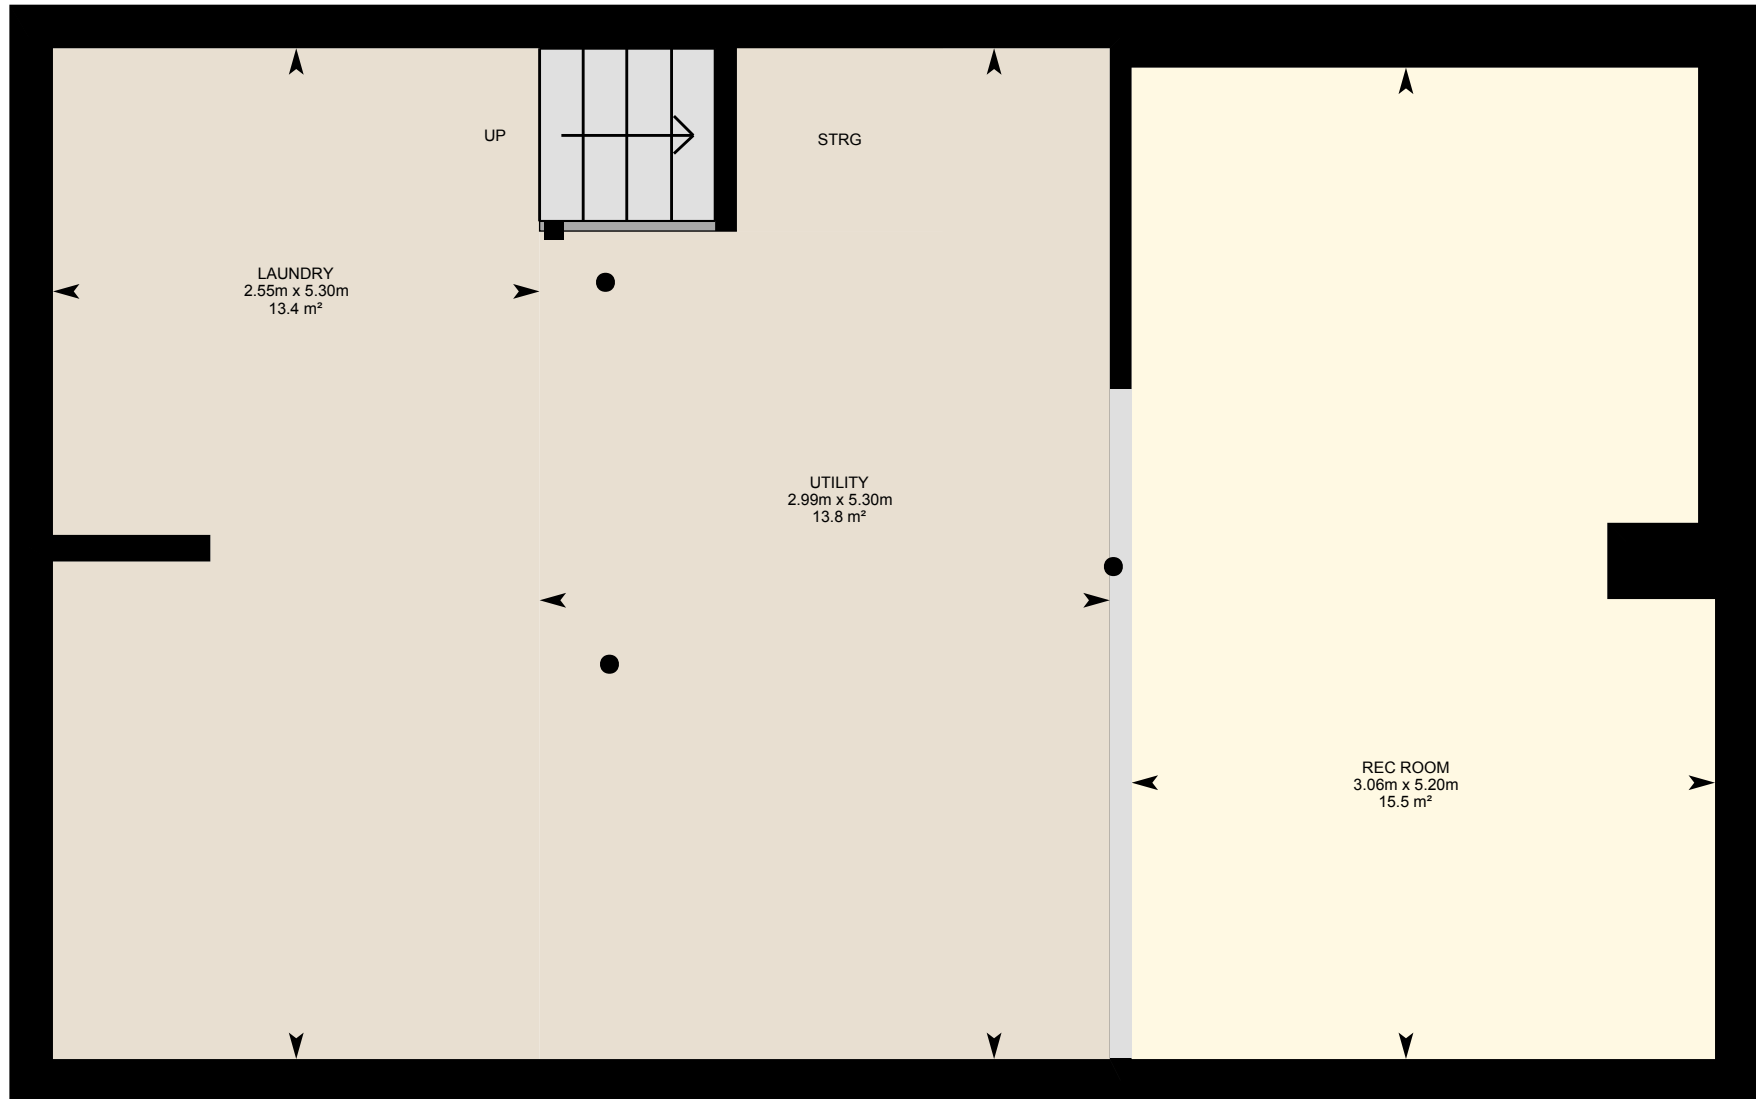 UP
STRG
LAUNDRY
2.55m x 5.30m
13.4 m²
UTILITY
2.99m x 5.30m
13.8 m²
REC ROOM
3.06m x 5.20m
15.5 m²